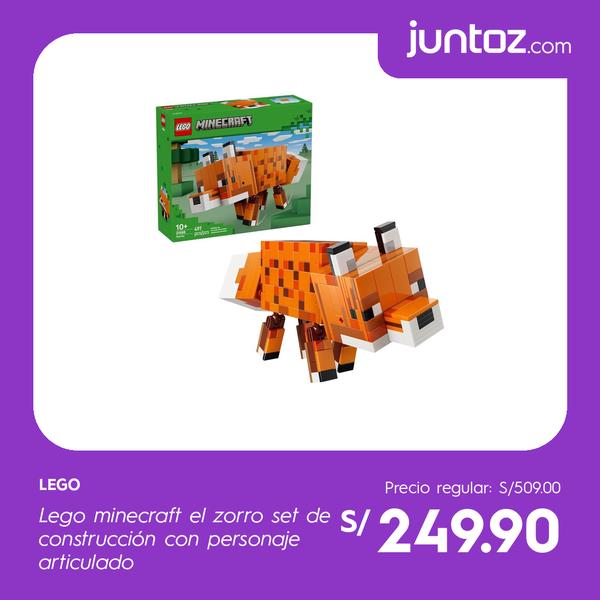 juntoz.com
LEGO MINECRAFT
10+
LEGO
Precio regular: S/509.00
Lego minecraft el zorro set de
construcción con personaje
articulado
S/ 249.90